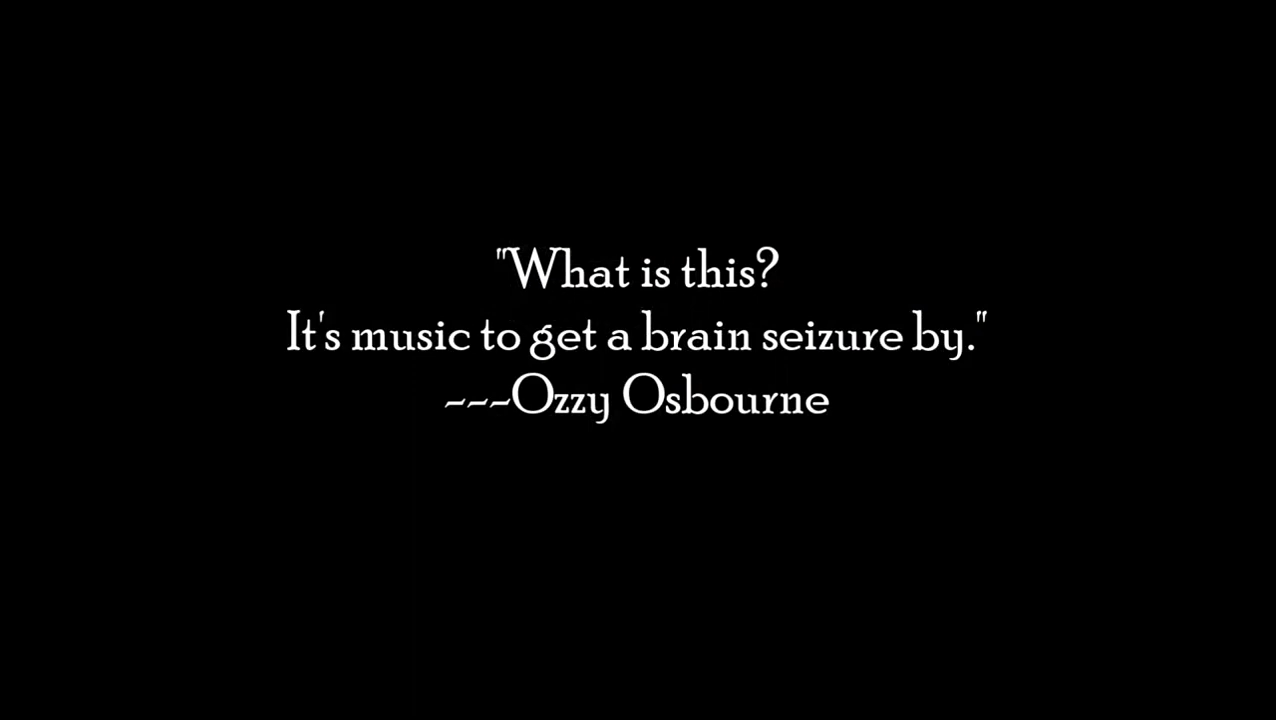 "What is this?
It's music to get a brain seizure by."
---Ozzy Osbourne